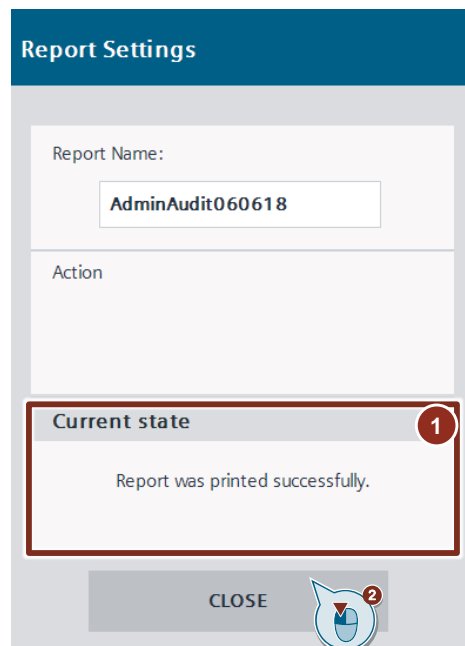 Report Settings
Report Name:
AdminAudit060618
Action
Current state
1
Report was printed successfully.
CLOSE
2